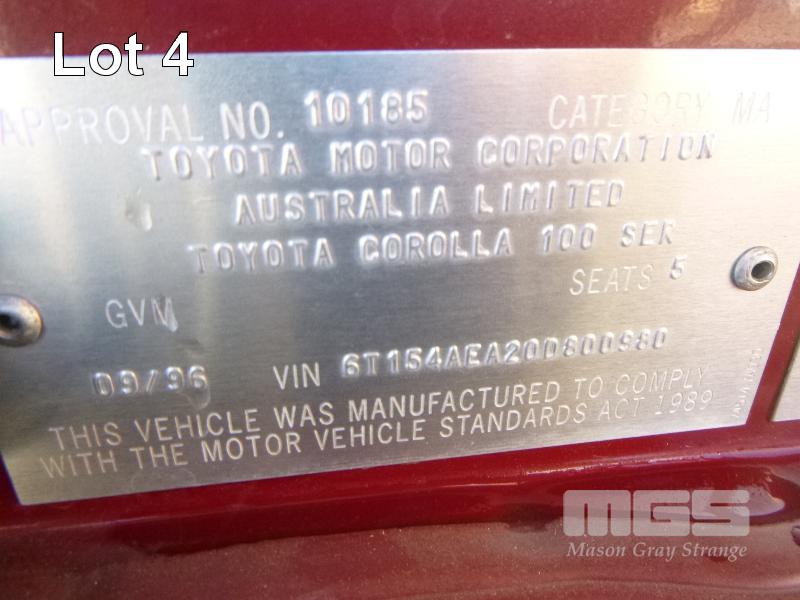 Lot 4
APPROVAL NO. 10185 CATEGORY MA
TOYOTA MOTOR CORPORATION
AUSTRALIA LIMITED
TOYOTA COROLLA 100 SER
SEATS 5
GVM
09/96 VIN 6T154AEA20D800980
THIS VEHICLE WAS MANUFACTURED TO COMPLY
WITH THE MOTOR VEHICLE STANDARDS ACT 1989
MGS
Mason Gray Strange